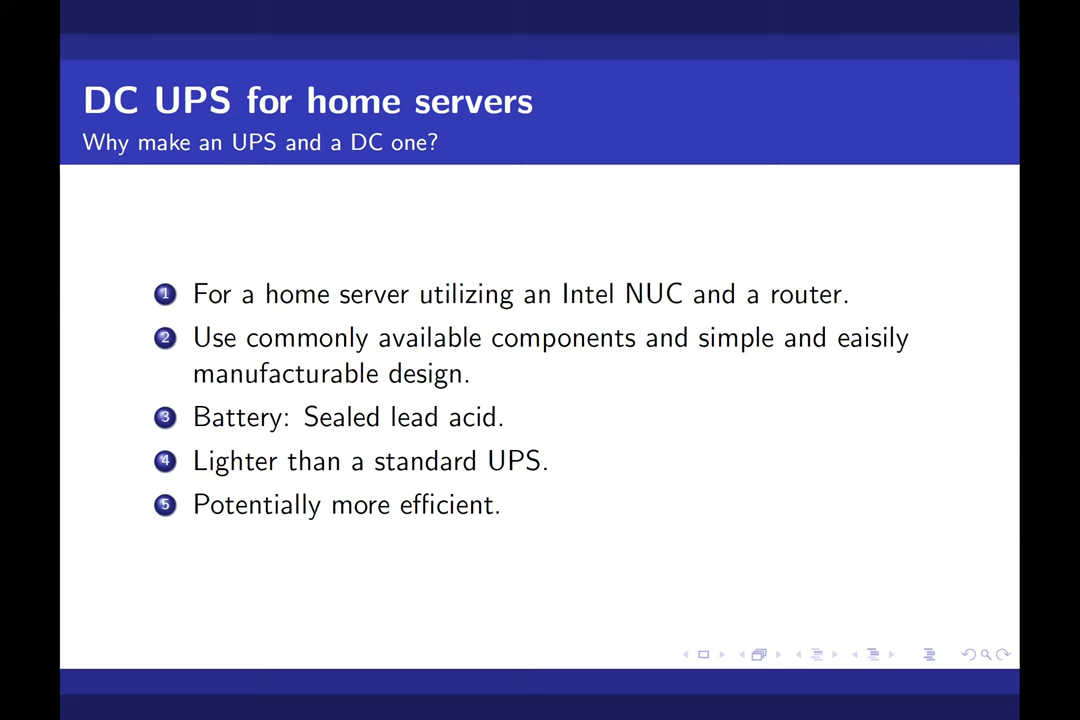 DC UPS for home servers
Why make an UPS and a DC one?
1 For a home server utilizing an Intel NUC and a router.
2 Use commonly available components and simple and eaisily
manufacturable design.
3 Battery: Sealed lead acid.
4 Lighter than a standard UPS.
5 Potentially more efficient.